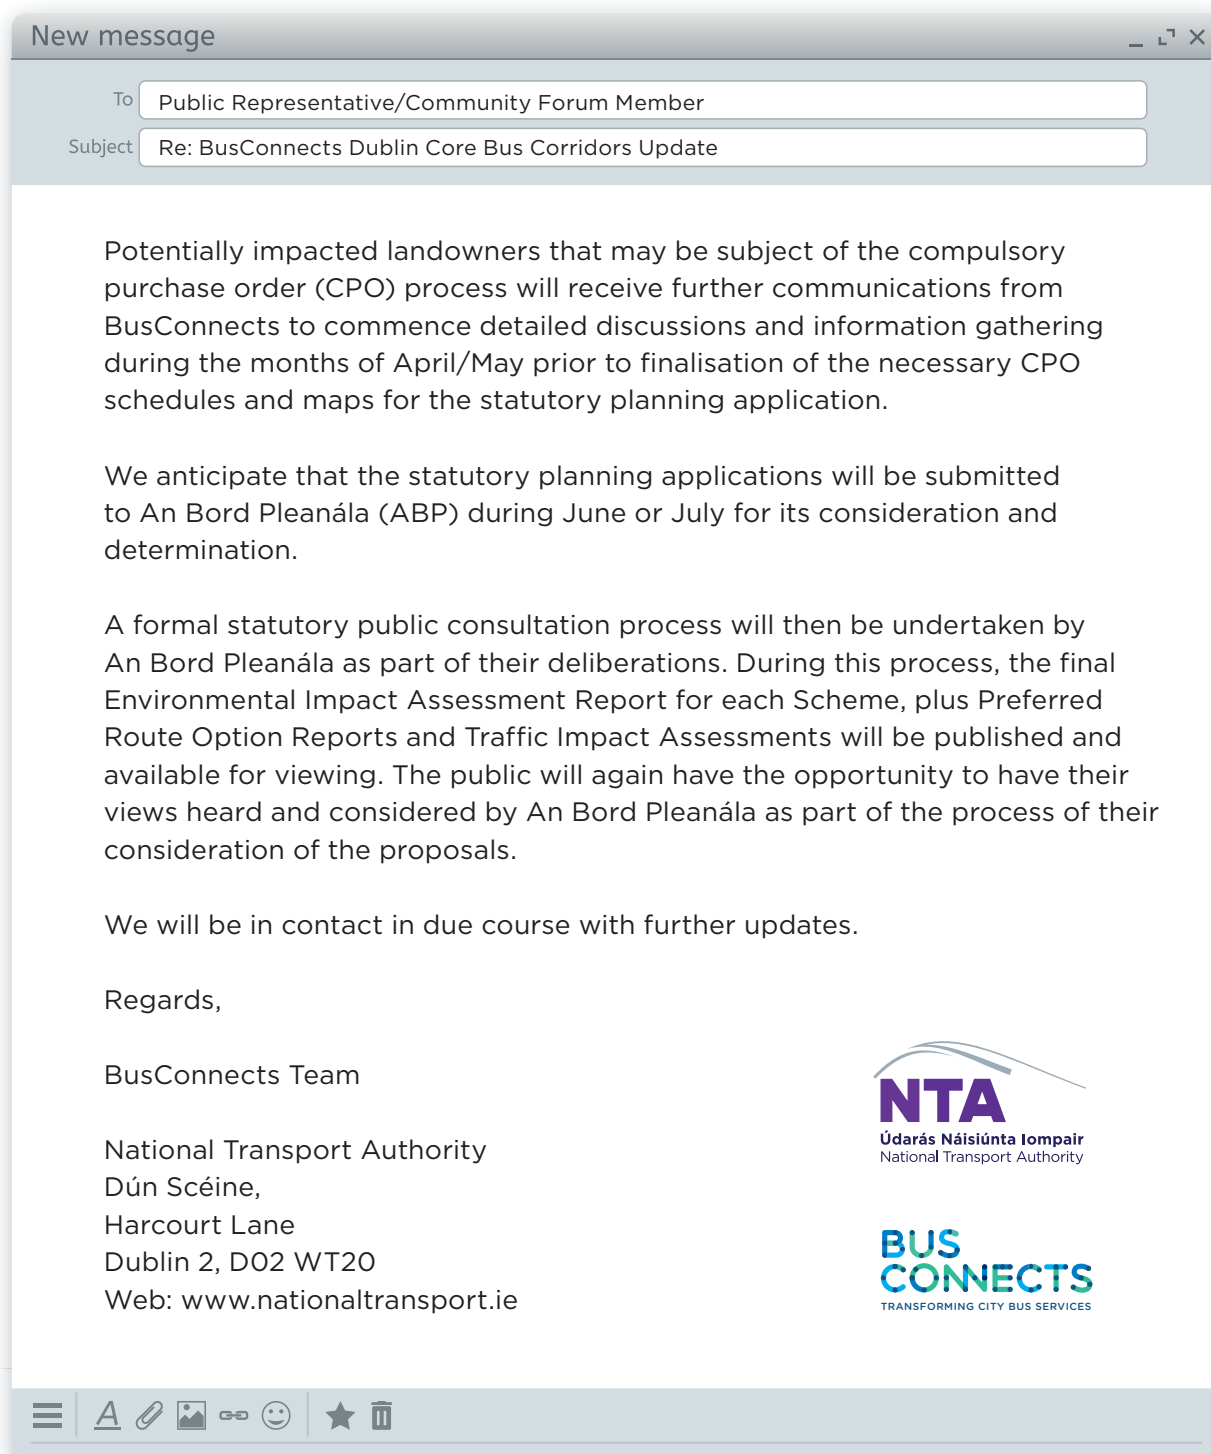 New message
To Public Representative/Community Forum Member
Subject Re: BusConnects Dublin Core Bus Corridors Update
Potentially impacted landowners that may be subject of the compulsory
purchase order (CPO) process will receive further communications from
BusConnects to commence detailed discussions and information gathering
during the months of April/May prior to finalisation of the necessary CPO
schedules and maps for the statutory planning application.
We anticipate that the statutory planning applications will be submitted
to An Bord Pleanála (ABP) during June or July for its consideration and
determination.
A formal statutory public consultation process will then be undertaken by
An Bord Pleanála as part of their deliberations. During this process, the final
Environmental Impact Assessment Report for each Scheme, plus Preferred
Route Option Reports and Traffic Impact Assessments will be published and
available for viewing. The public will again have the opportunity to have their
views heard and considered by An Bord Pleanála as part of the process of their
consideration of the proposals.
We will be in contact in due course with further updates.
Regards,
BusConnects Team
National Transport Authority
Dún Scéine,
Harcourt Lane
Dublin 2, D02 WT20
Web: www.nationaltransport.ie
NTA
Údarás Náisiúnta Iompair
National Transport Authority
BUS
CONNECTS
TRANSFORMING CITY BUS SERVICES
A